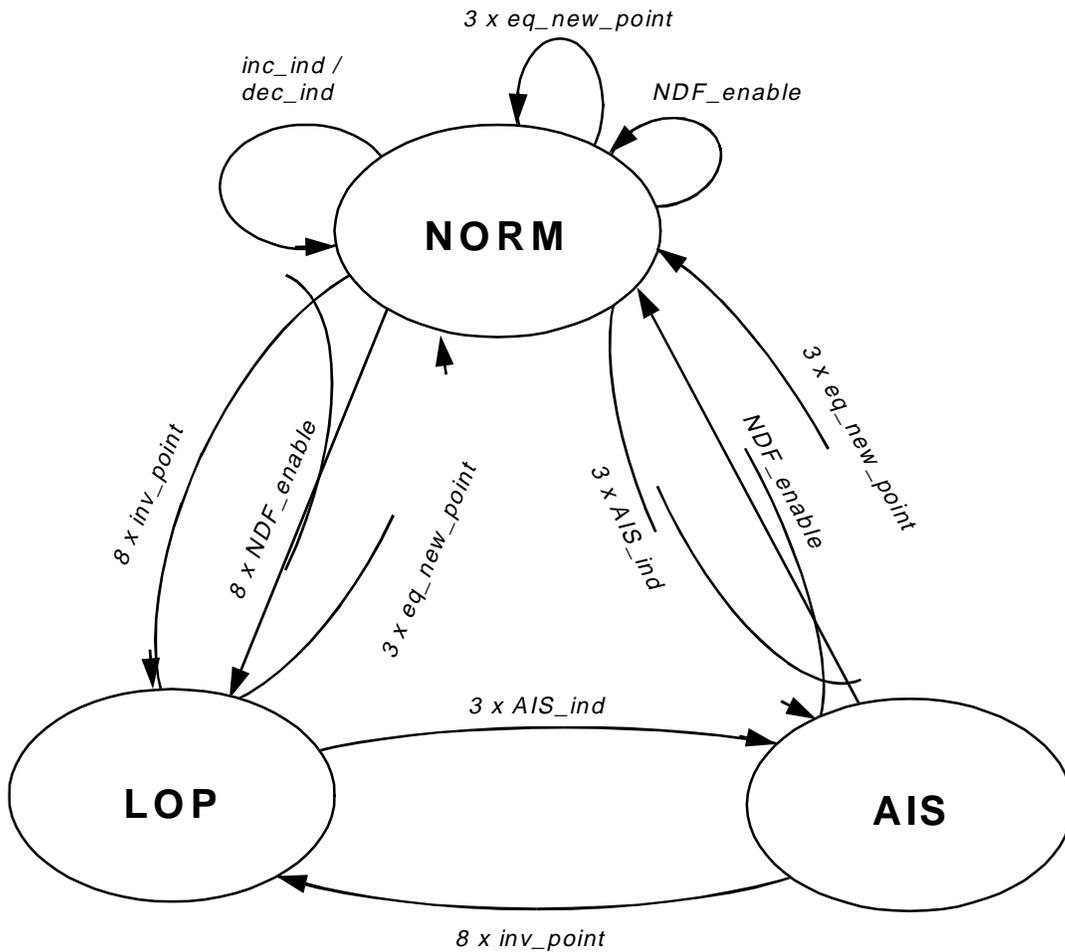 3 x eq_new_point
inc_ind /
dec_ind
NDF_enable
NORM
8 x inv_point
8 x NDF_enable
3 x eq_new_point
3 x AIS_ind
NDF_enable
3 x eq_new_point
3 x AIS_ind
LOP
AIS
8 x inv_point